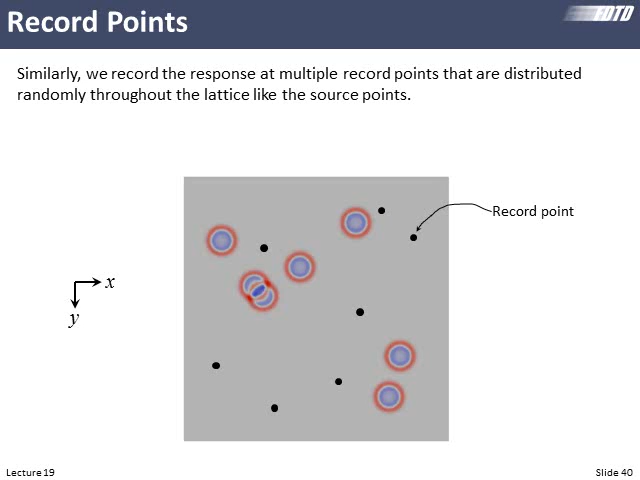 Record Points
FDTD
Similarly, we record the response at multiple record points that are distributed
randomly throughout the lattice like the source points.
Record point
x
y
Lecture 19
Slide 40